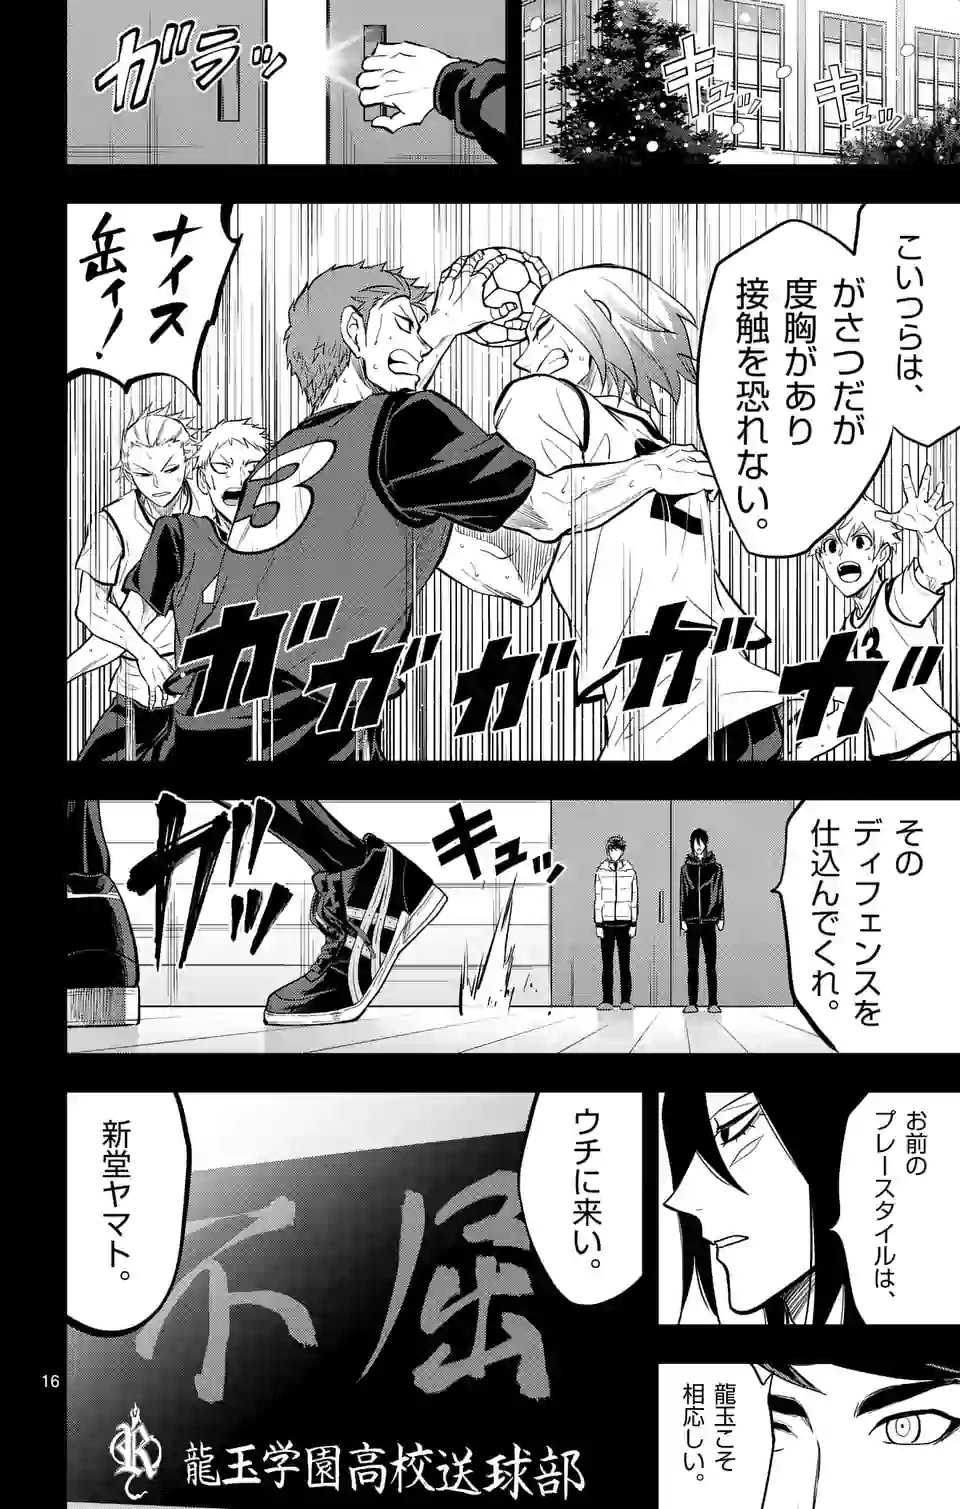 キュッ
キュッ
ガラッ
こいつらは、
がさつだが
度胸があり
接触を恐れない。
ナイス
岳ィ!
ガガガガガ
13
その
ディフェンスを
仕込んでくれ。
キュッ
ダッ
お前の
プレースタイルは、
龍玉こそ
相応しい。
ウチに来い。
新堂ヤマト。
不屈
R
龍玉学園高校送球部
16